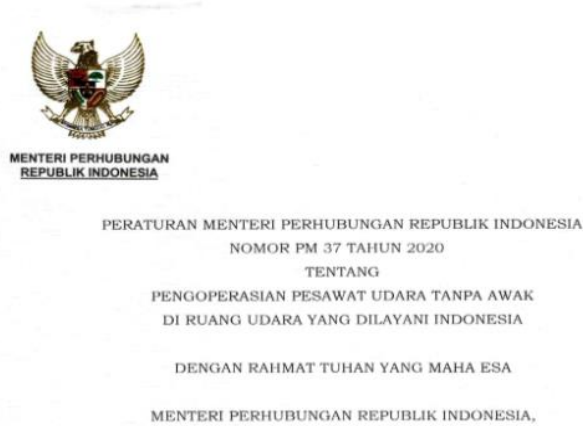 MENTERI PERHUBUNGAN
REPUBLIK INDONESIA
PERATURAN MENTERI PERHUBUNGAN REPUBLIK INDONESIA
NOMOR PM 37 TAHUN 2020
TENTANG
PENGOPERASIAN PESAWAT UDARA TANPA AWAK
DI RUANG UDARA YANG DILAYANI INDONESIA
DENGAN RAHMAT TUHAN YANG MAHA ESA
MENTERI PERHUBUNGAN REPUBLIK INDONESIA,